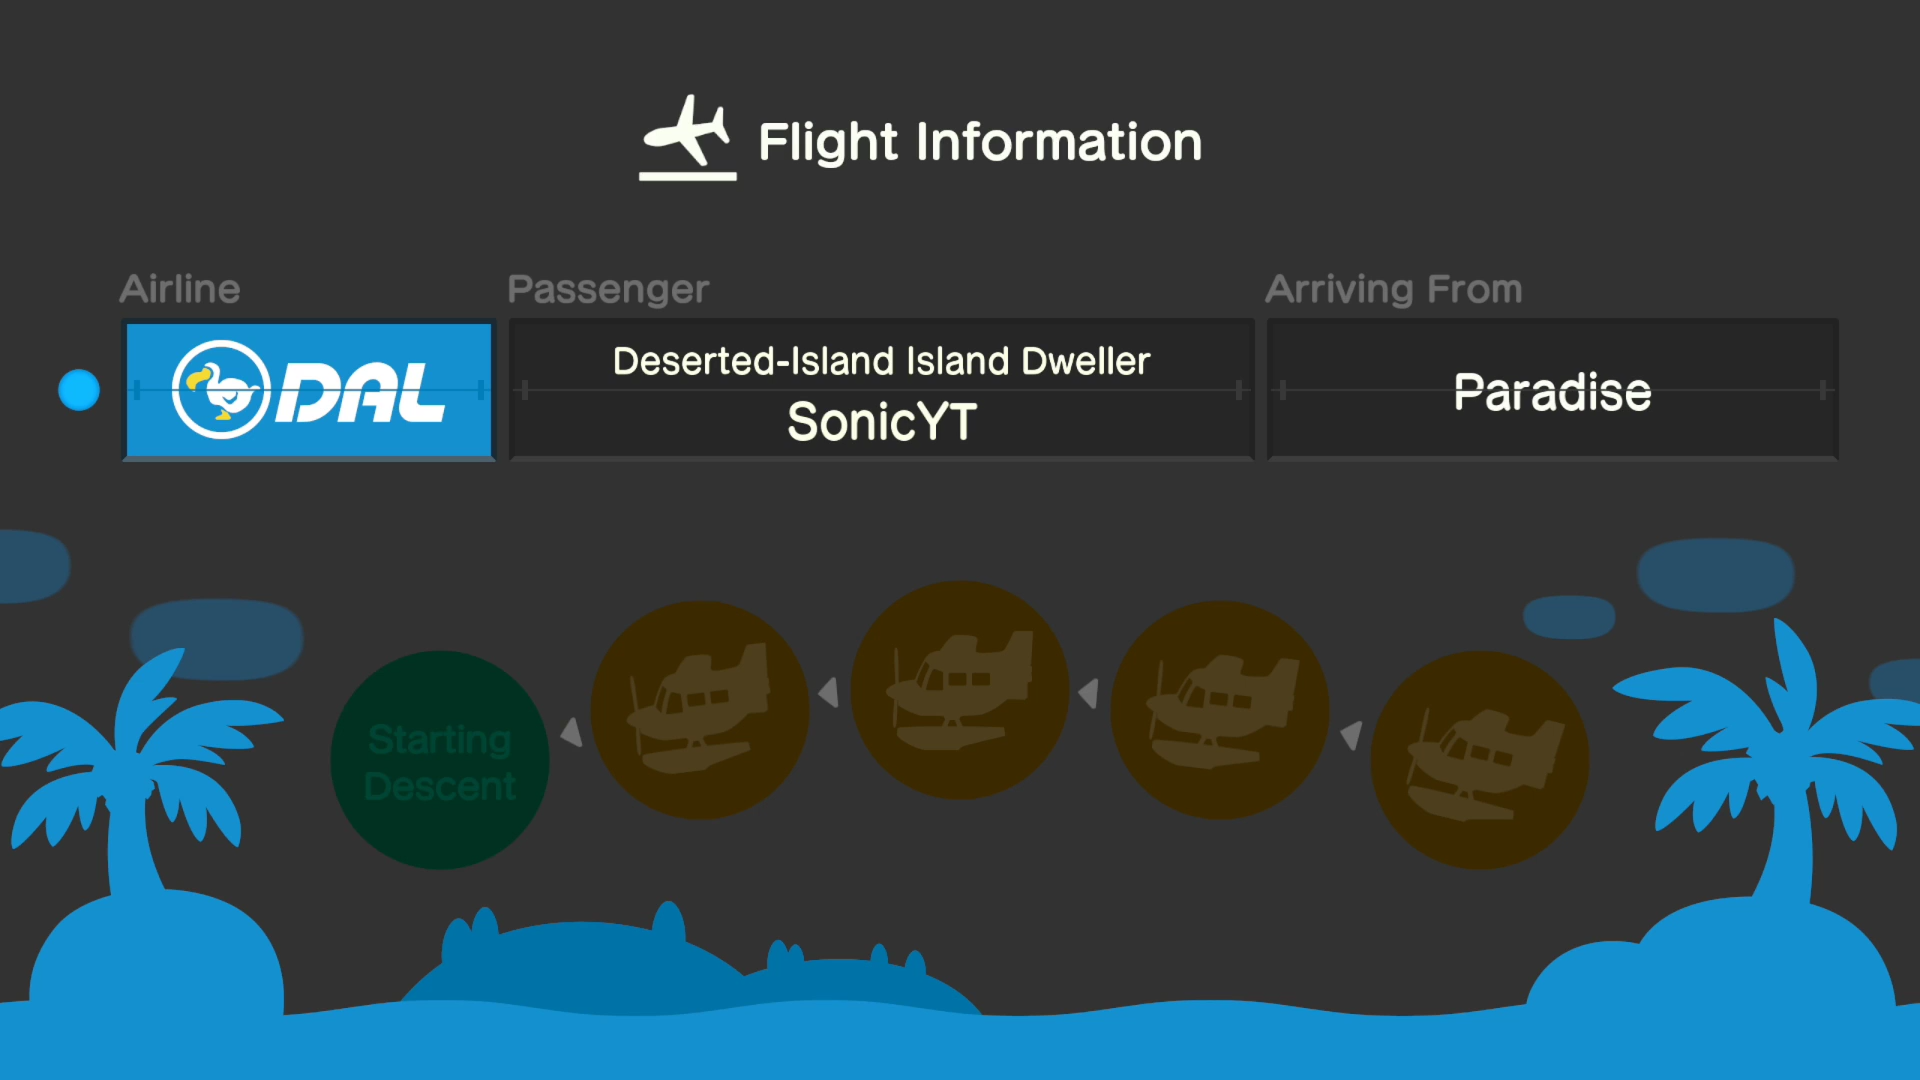 Flight Information
Airline
Passenger
Arriving From
DAL
Deserted-Island Island Dweller
SonicYT
Paradise
Starting
Descent